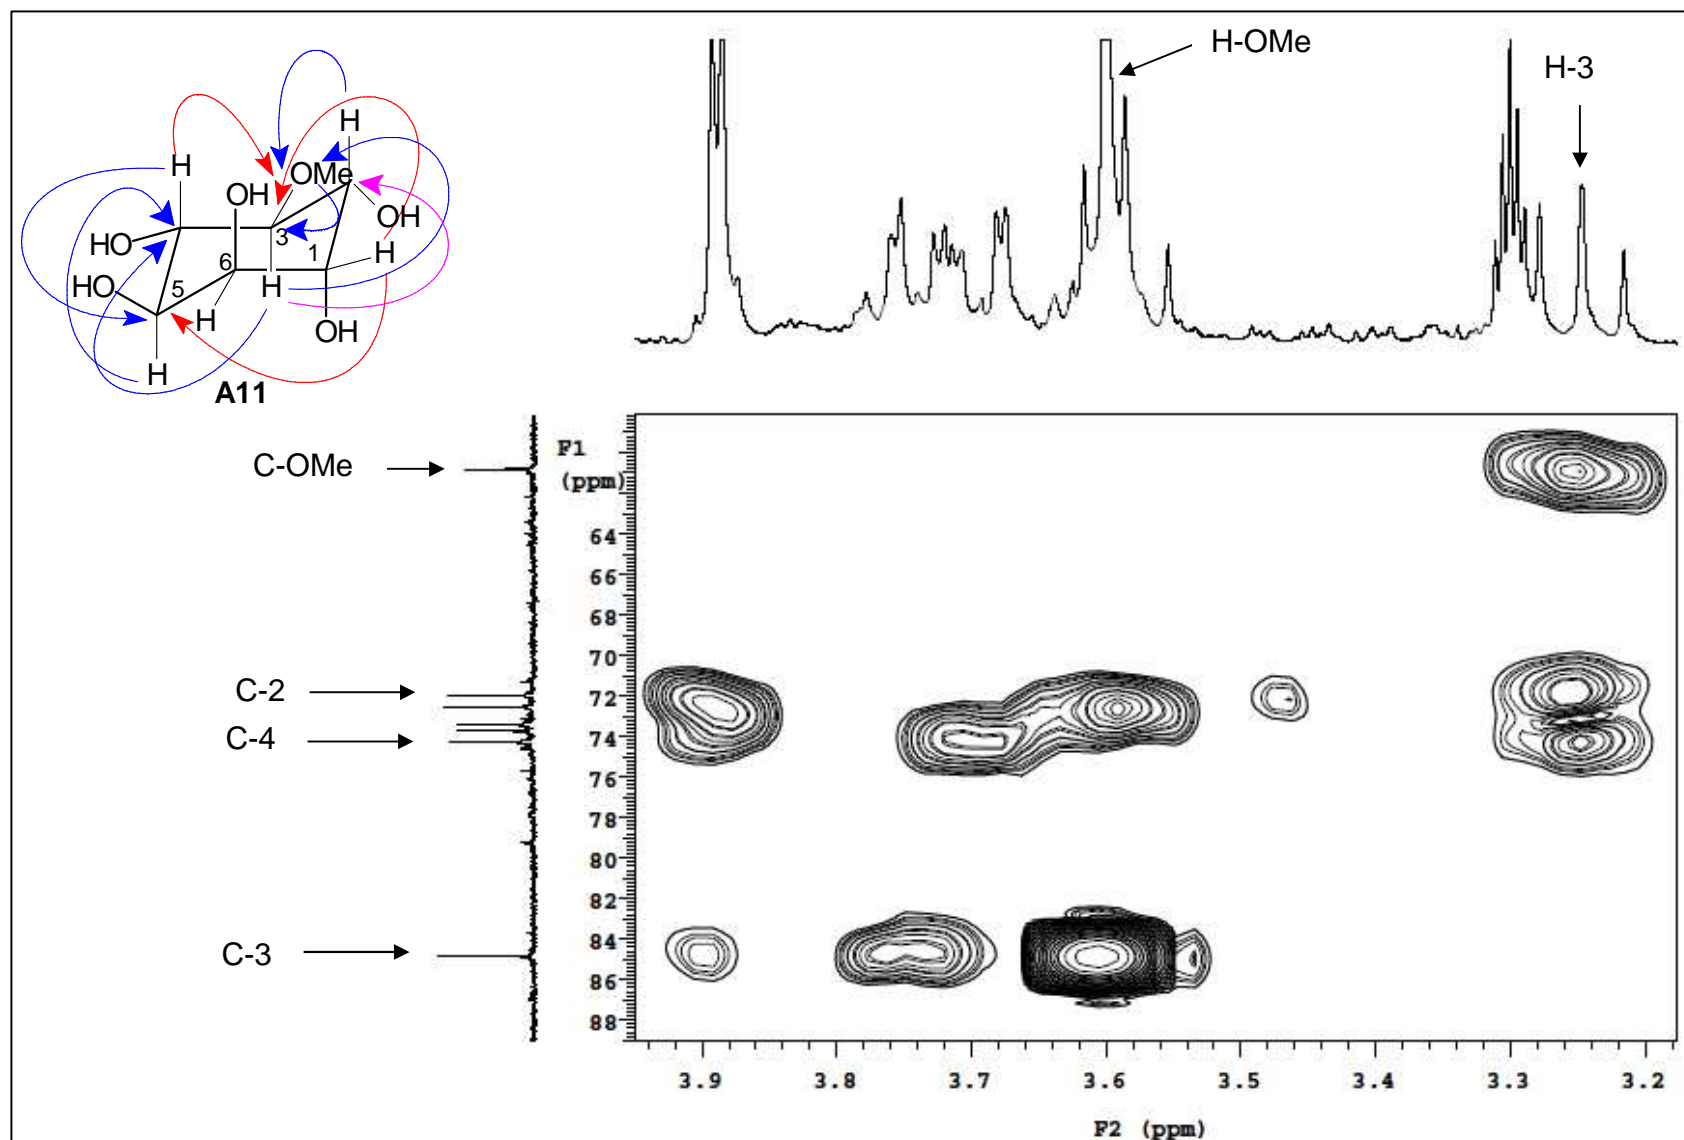 H-OMe
H-3
H
H
OMe
OH
OH
HO
3
1
H
6
HO
5
H
H
OH
H
A11
F1
(ppm)
C-OMe
64
66
68
70
C-2
72
C-4
74
76
78
80
82
84
C-3
86
88
3.9 3.8 3.7 3.6 3.5 3.4 3.3 3.2
F2 (ppm)